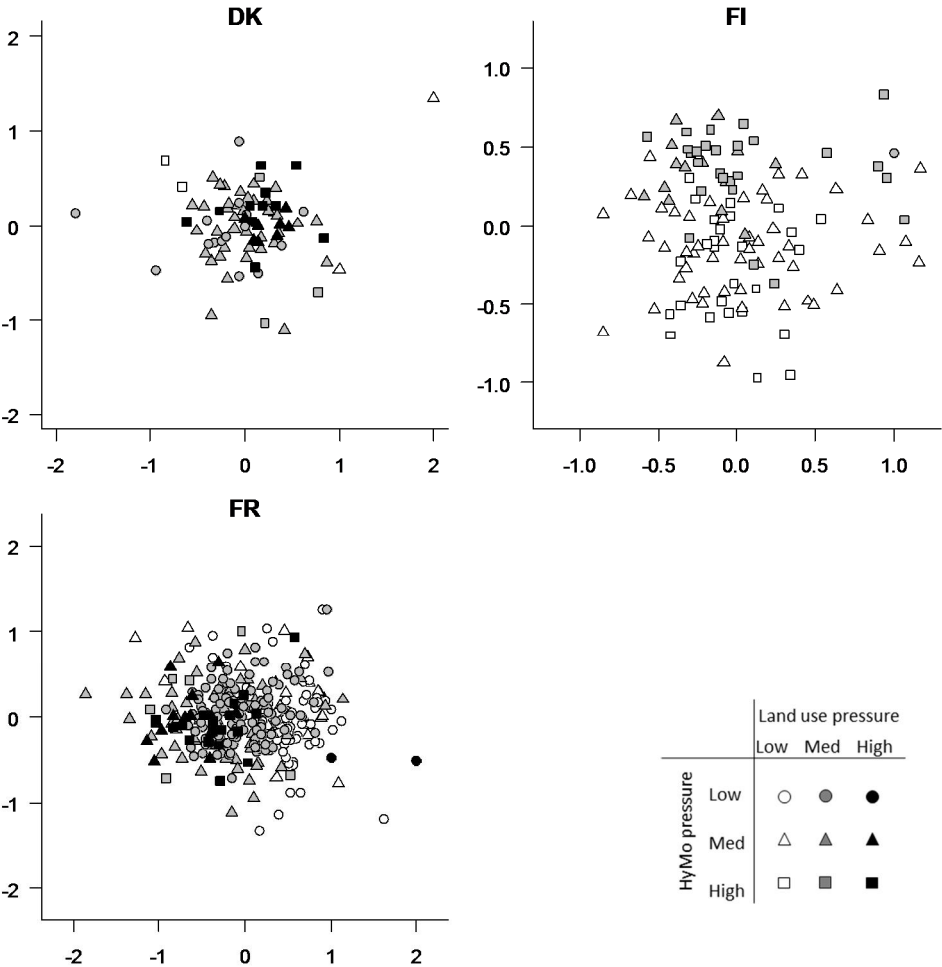 DK
2
1
0
-1
-2
-2 -1 0 1 2
FI
1.0
0.5
0.0
-0.5
-1.0
-1.0 -0.5 0.0 0.5 1.0
FR
2
1
0
-1
-2
-2 -1 0 1 2
Land use pressure
Low Med High
HyMo pressure
Low
Med
High